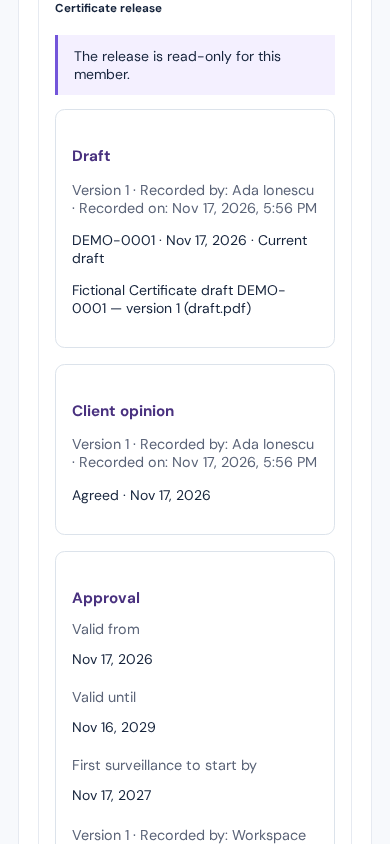 Certificate release
The release is read-only for this
member.
Draft
Version 1 · Recorded by: Ada Ionescu
· Recorded on: Nov 17, 2026, 5:56 PM
DEMO-0001 · Nov 17, 2026 · Current
draft
Fictional Certificate draft DEMO-
0001 — version 1 (draft.pdf)
Client opinion
Version 1 · Recorded by: Ada Ionescu
· Recorded on: Nov 17, 2026, 5:56 PM
Agreed · Nov 17, 2026
Approval
Valid from
Nov 17, 2026
Valid until
Nov 16, 2029
First surveillance to start by
Nov 17, 2027
Version 1 · Recorded by: Workspace